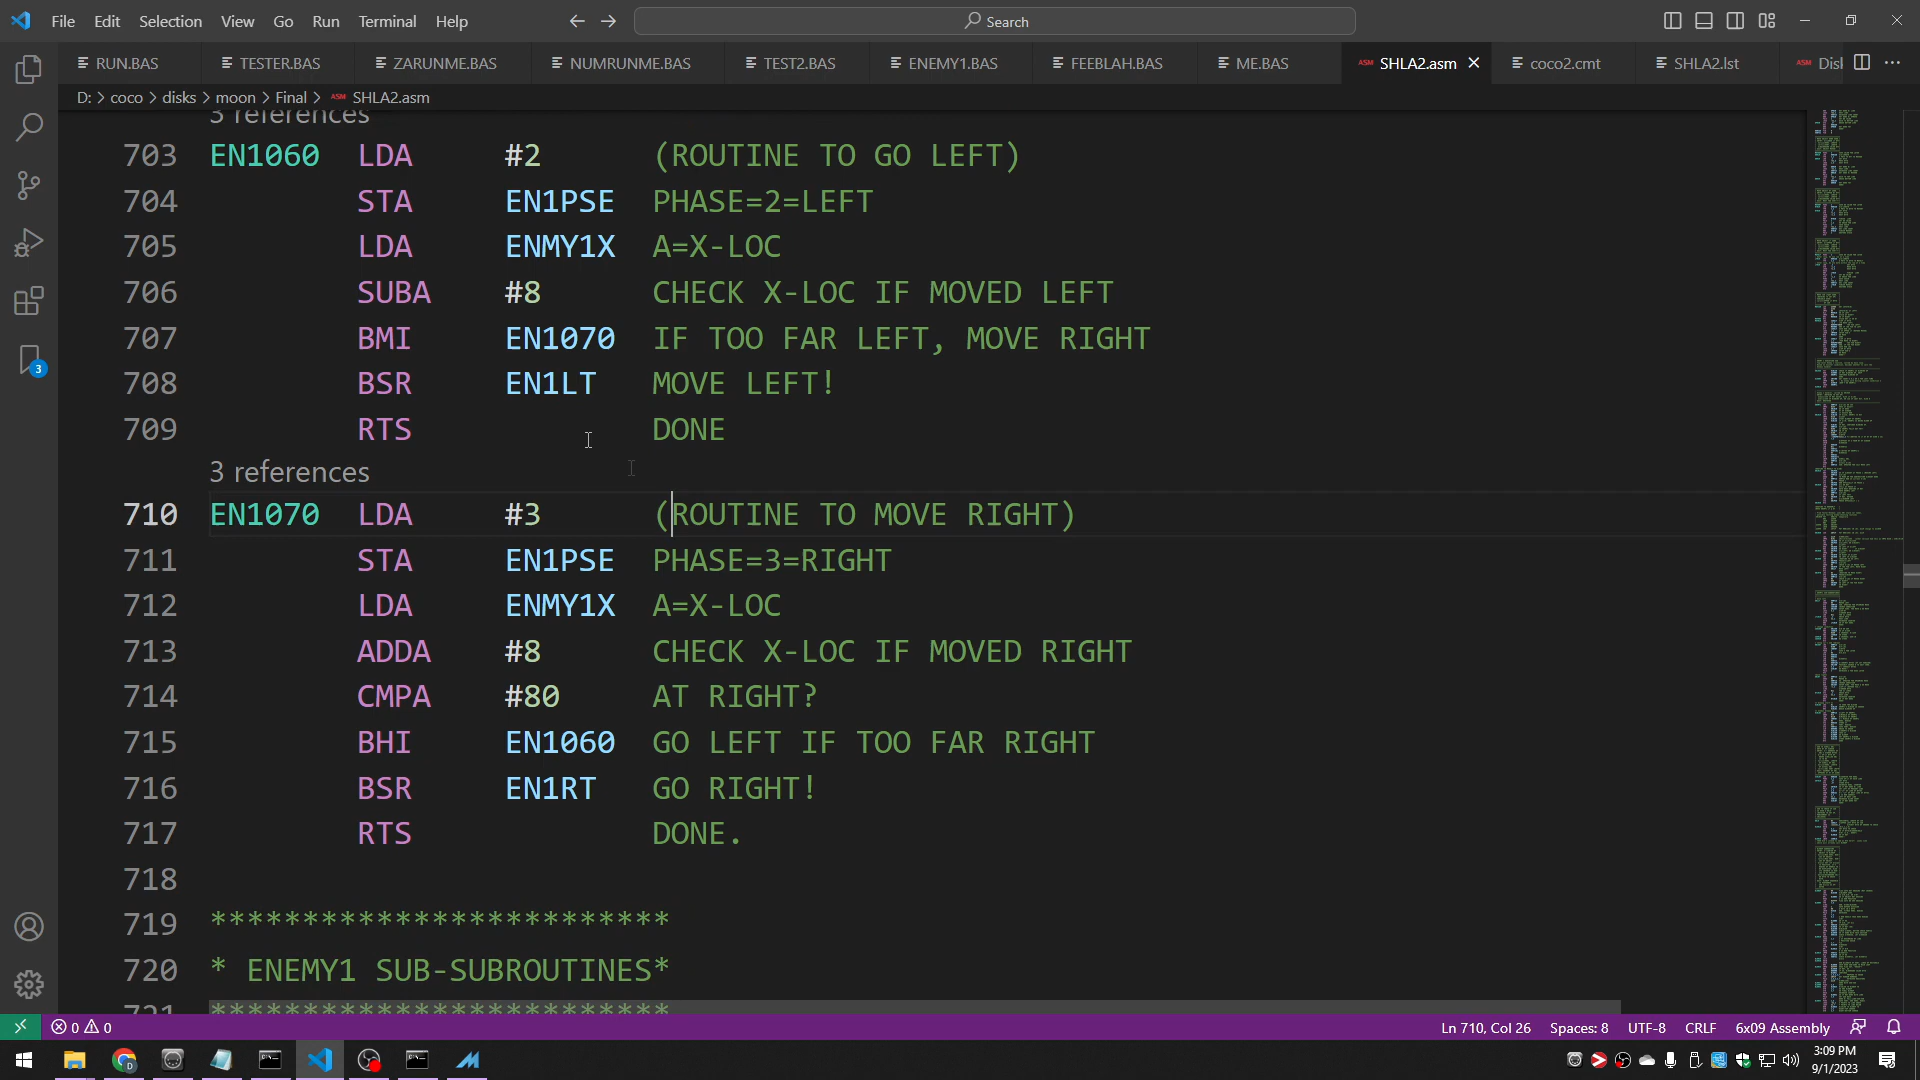 File Edit Selection View Go Run Terminal Help Search
RUN.BAS TESTER.BAS ZARUNME.BAS NUMRUNME.BAS TEST2.BAS ENEMY1.BAS FEEBLAH.BAS ME.BAS ASM SHLA2.asm coco2.cmt SHLA2.lst ASM Disk
D: > coco > disks > moon > Final > ASM SHLA2.asm
3 references
703 EN1060 LDA #2 (ROUTINE TO GO LEFT)
704 STA EN1PSE PHASE=2=LEFT
705 LDA ENMY1X A=X-LOC
706 SUBA #8 CHECK X-LOC IF MOVED LEFT
707 BMI EN1070 IF TOO FAR LEFT, MOVE RIGHT
708 BSR EN1LT MOVE LEFT!
709 RTS DONE
3 references
710 EN1070 LDA #3 (ROUTINE TO MOVE RIGHT)
711 STA EN1PSE PHASE=3=RIGHT
712 LDA ENMY1X A=X-LOC
713 ADDA #8 CHECK X-LOC IF MOVED RIGHT
714 CMPA #80 AT RIGHT?
715 BHI EN1060 GO LEFT IF TOO FAR RIGHT
716 BSR EN1RT GO RIGHT!
717 RTS DONE.
718
719 *************************
720 * ENEMY1 SUB-SUBROUTINES*
721 *************************
3
0 0 Ln 710, Col 26 Spaces: 8 UTF-8 CRLF 6x09 Assembly
3:09 PM
9/1/2023